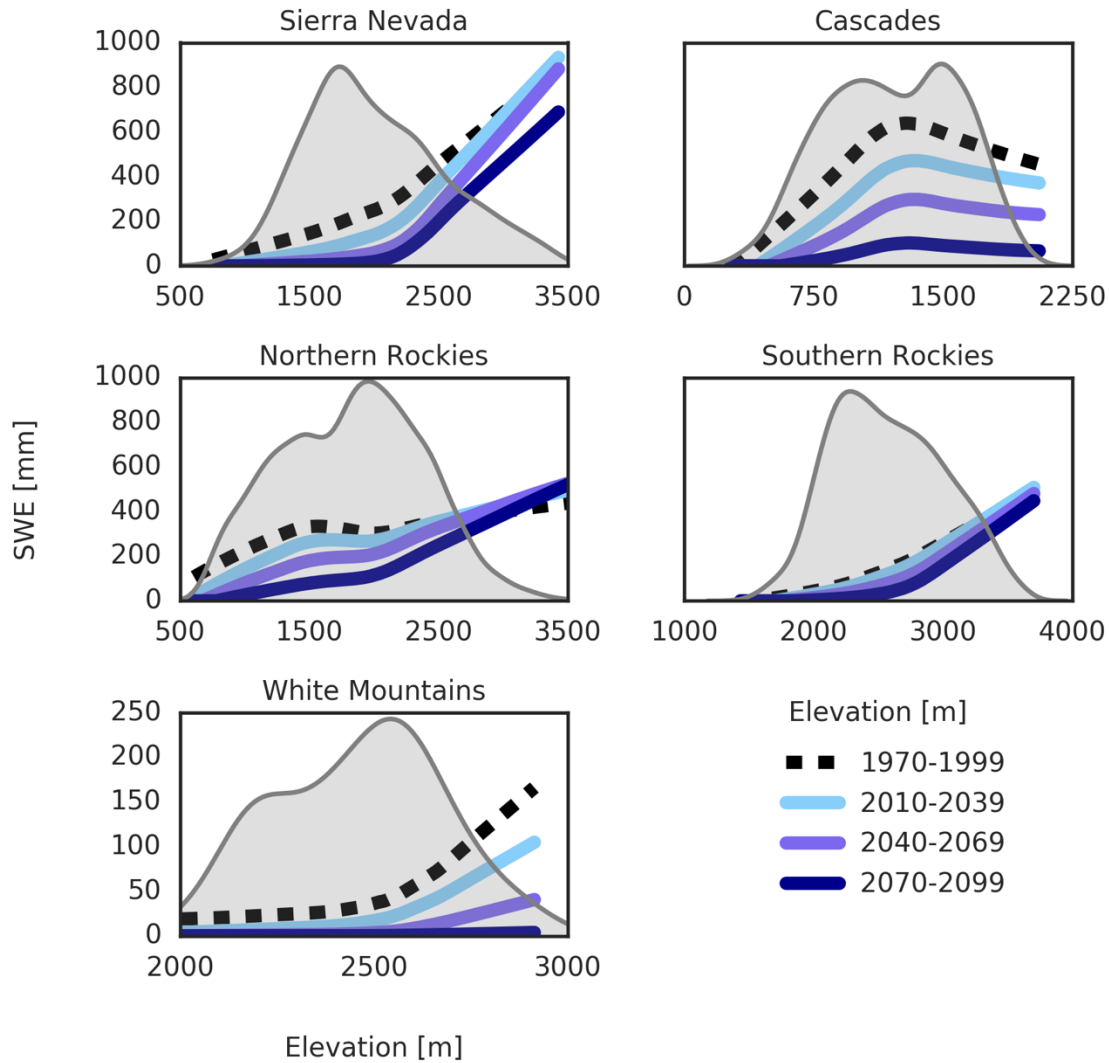 Sierra Nevada
Cascades
1000
800
600
400
200
0
500 1500 2500 3500
0 750 1500 2250
Northern Rockies
Southern Rockies
1000
800
600
400
200
0
500 1500 2500 3500
1000 2000 3000 4000
SWE [mm]
White Mountains
250
200
150
100
50
0
2000 2500 3000
Elevation [m]
1970-1999
2010-2039
2040-2069
2070-2099
Elevation [m]